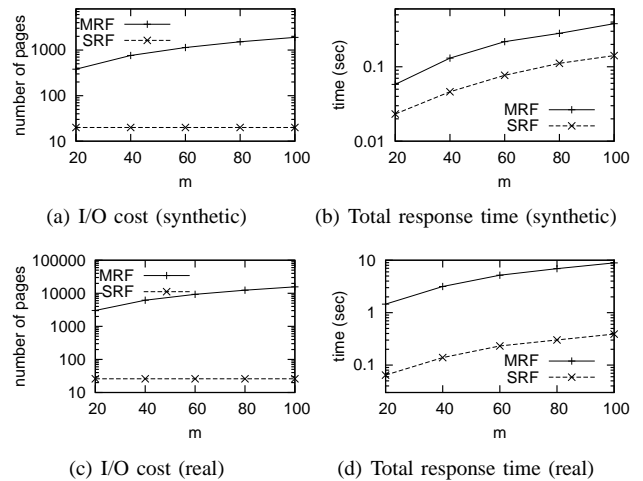 number of pages
1000
100
10
MRF
SRF
20 40 60 80 100
m
(a) I/O cost (synthetic)
time (sec)
0.1
0.01
MRF
SRF
20 40 60 80 100
m
(b) Total response time (synthetic)
number of pages
100000
10000
1000
100
10
MRF
SRF
20 40 60 80 100
m
(c) I/O cost (real)
time (sec)
10
1
0.1
MRF
SRF
20 40 60 80 100
m
(d) Total response time (real)